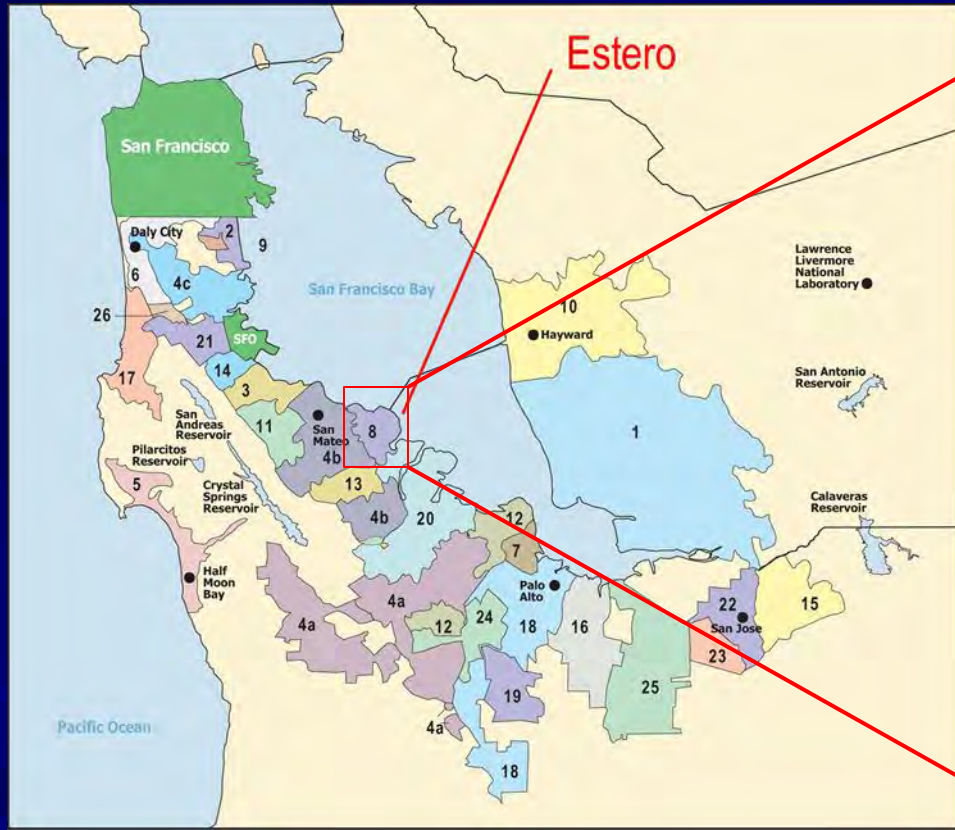 Estero
San Francisco
Daly City
2
9
6
4c
San Francisco Bay
Lawrence
Livermore
National
Laboratory
10
26
21
SFO
Hayward
14
17
3
San Antonio
Reservoir
San
Andreas
Reservoir
11
San
Mateo
8
1
4b
Pilarcitos
Reservoir
13
5
Crystal
Springs
Reservoir
4b
20
12
7
Calaveras
Reservoir
Half
Moon
Bay
Palo
Alto
4a
22
15
4a
12
24
18
16
San Jose
23
19
25
4a
Pacific Ocean
18